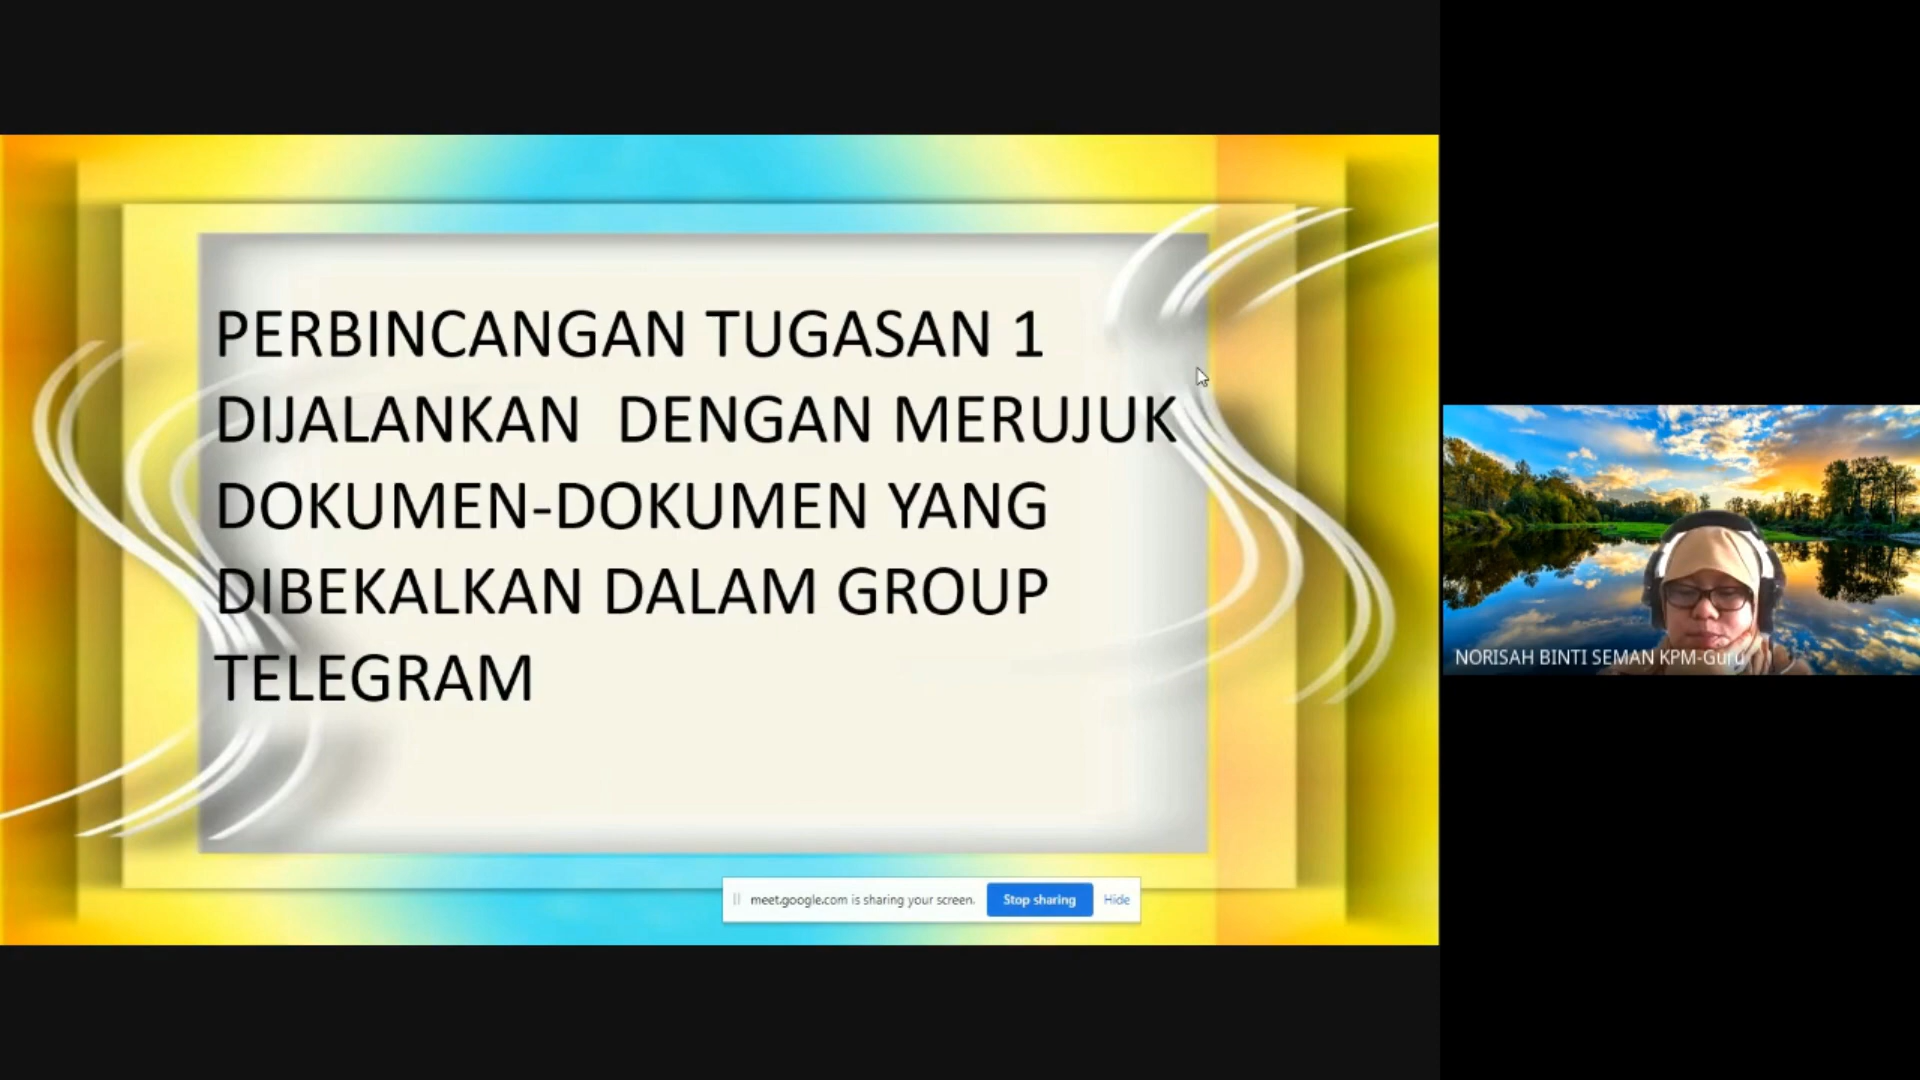 PERBINCANGAN TUGASAN 1
DIJALANKAN DENGAN MERUJUK
DOKUMEN-DOKUMEN YANG
DIBEKALKAN DALAM GROUP
TELEGRAM
meet.google.com is sharing your screen. Stop sharing Hide
NORISAH BINTI SEMAN KPM-Guru